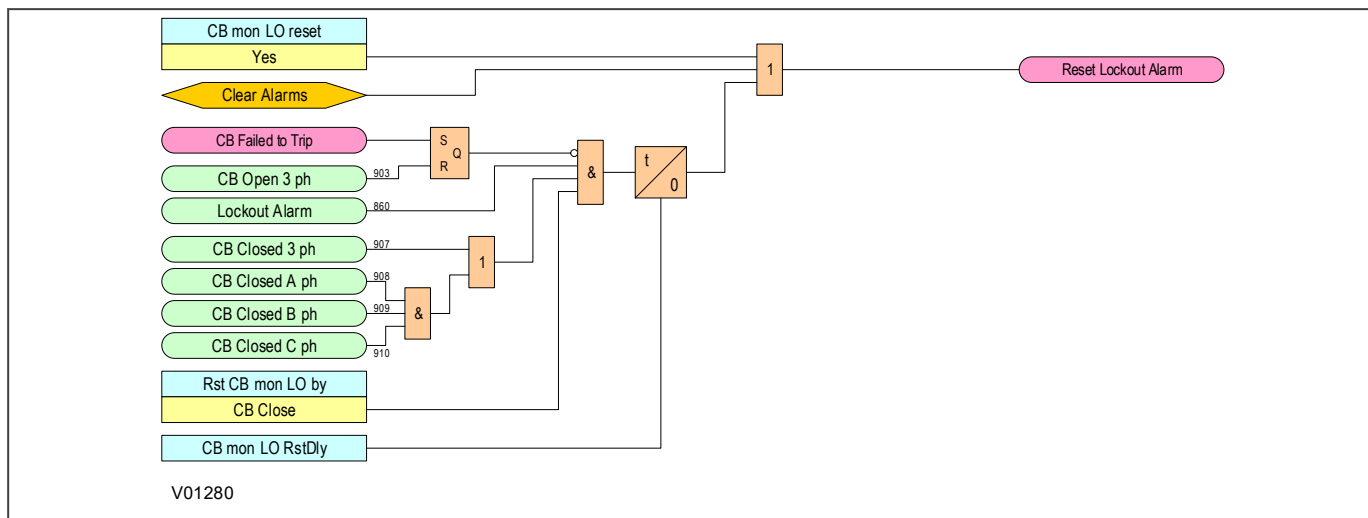 CB mon LO reset
Yes
1
Reset Lockout Alarm
Clear Alarms
CB Failed to Trip
S
Q
R
CB Open 3 ph
903
t
0
&
Lockout Alarm
860
CB Closed 3 ph
907
1
CB Closed A ph
908
CB Closed B ph
909
&
CB Closed C ph
910
Rst CB mon LO by
CB Close
CB mon LO RstDly
V01280